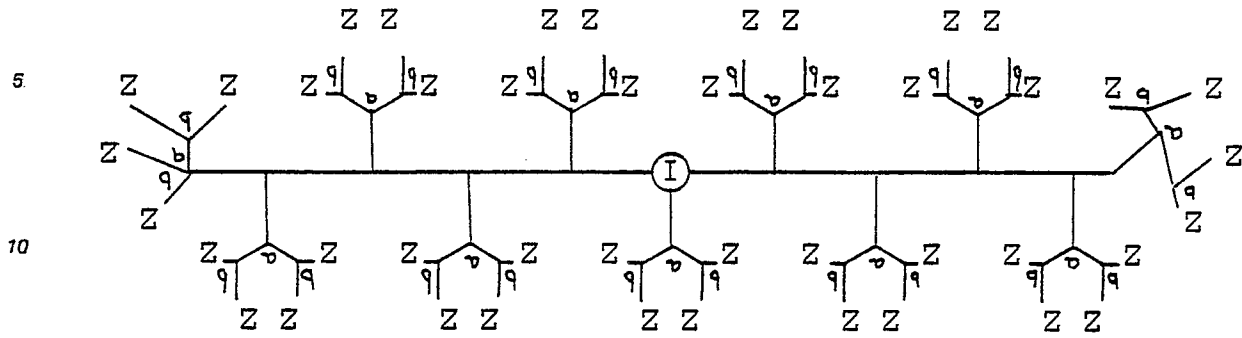 Z Z Z Z Z Z Z Z
5. Z Z Z b b Z Z b b Z Z b b Z Z b b Z Z b Z
b a a a a a
Z a I Z
b b
Z Z
10 Z a Z Z a Z Z a Z Z a Z Z a Z
b b b b b b b b b b
Z Z Z Z Z Z Z Z Z Z